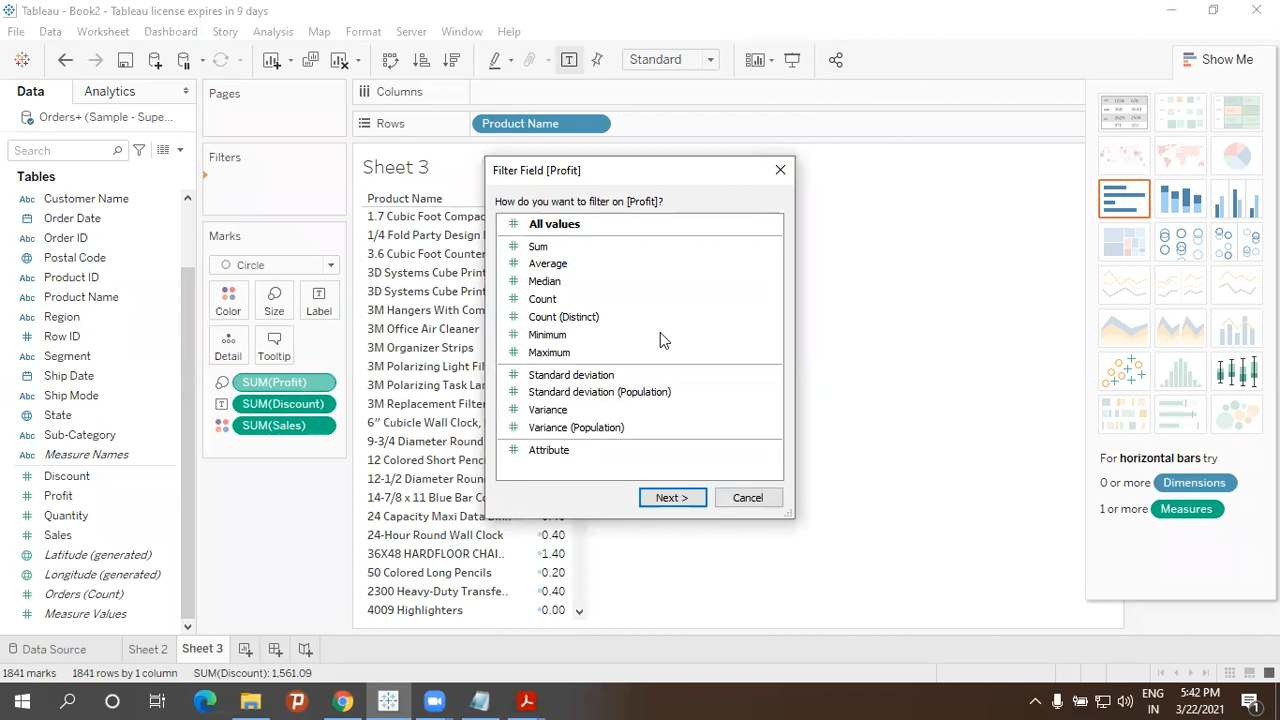 Tableau - Book2 - Tableau license expires in 9 days
File Data Worksheet Dashboard Story Analysis Map Format Server Window Help
Standard
Show Me
Data Analytics
Orders+ (Sample - Supe...
Search
Tables
Customer Name
Order Date
Order ID
Postal Code
Product ID
Product Name
Region
Row ID
Segment
Ship Date
Ship Mode
State
Sub-Category
Measure Names
Discount
Profit
Quantity
Sales
Latitude (generated)
Longitude (generated)
Orders (Count)
Measure Values
Pages
Filters
Marks
Circle
Color Size Label
Detail Tooltip
SUM(Profit)
SUM(Discount)
SUM(Sales)
Columns
Rows Product Name
Sheet 3
Product Name
1.7 Cubic Foot Compac
1/4 Fold Party Design I
3.6 Cubic Foot Counter
3D Systems Cube Print
3D Systems Cube Print
3M Hangers With Com
3M Office Air Cleaner
3M Organizer Strips
3M Polarizing Light Fil
3M Polarizing Task Lan
3M Replacement Filter
6" Cubicle Wall Clock,
9-3/4 Diameter Round
12 Colored Short Penc
12-1/2 Diameter Round
14-7/8 x 11 Blue Bar Co
24 Capacity Maxi Data
24-Hour Round Wall Clock 0.40
36X48 HARDFLOOR CHAI.. 1.40
50 Colored Long Pencils 0.20
2300 Heavy-Duty Transfe.. 0.40
4009 Highlighters 0.00
Filter Field [Profit]
How do you want to filter on [Profit]?
All values
Sum
Average
Median
Count
Count (Distinct)
Minimum
Maximum
Standard deviation
Standard deviation (Population)
Variance
Variance (Population)
Attribute
Next > Cancel
For horizontal bars try
0 or more Dimensions
1 or more Measures
Data Source Sheet 2 Sheet 3
1841 marks 1841 rows by 1 column SUM(Discount): 1,561.09
ENG
IN
5:42 PM
3/22/2021